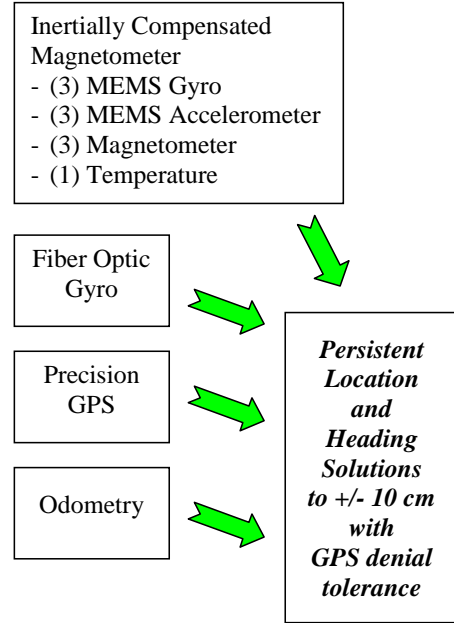 Inertially Compensated
Magnetometer
- (3) MEMS Gyro
- (3) MEMS Accelerometer
- (3) Magnetometer
- (1) Temperature
Fiber Optic
Gyro
Precision
GPS
Odometry
Persistent
Location
and
Heading
Solutions
to +/- 10 cm
with
GPS denial
tolerance